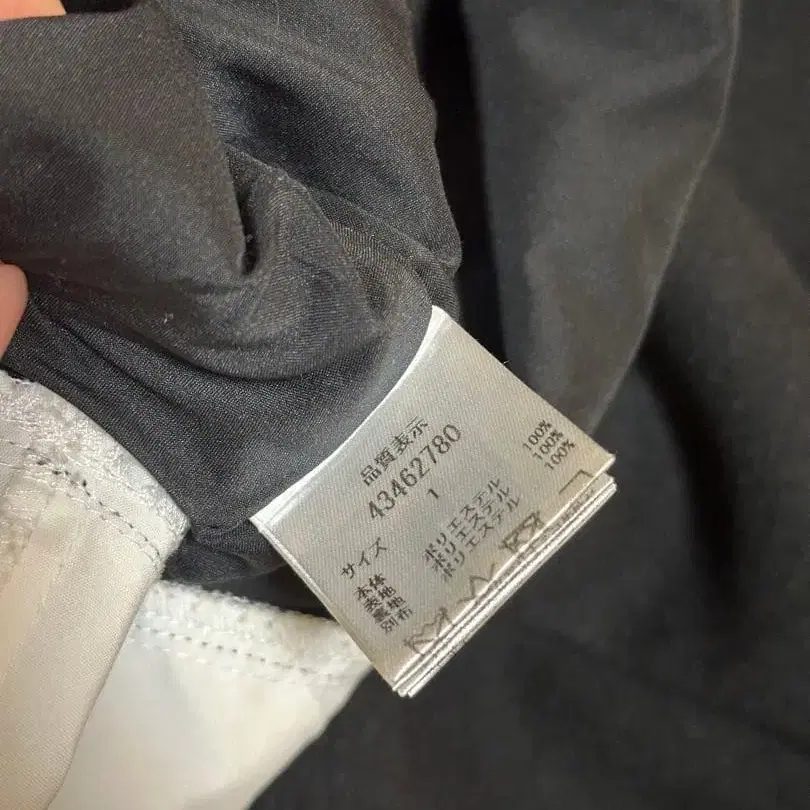 品質表示
43462780
サイズ 1
本体
表地 ポリエステル 100%
裏地 ポリエステル 100%
別布 ポリエステル 100%